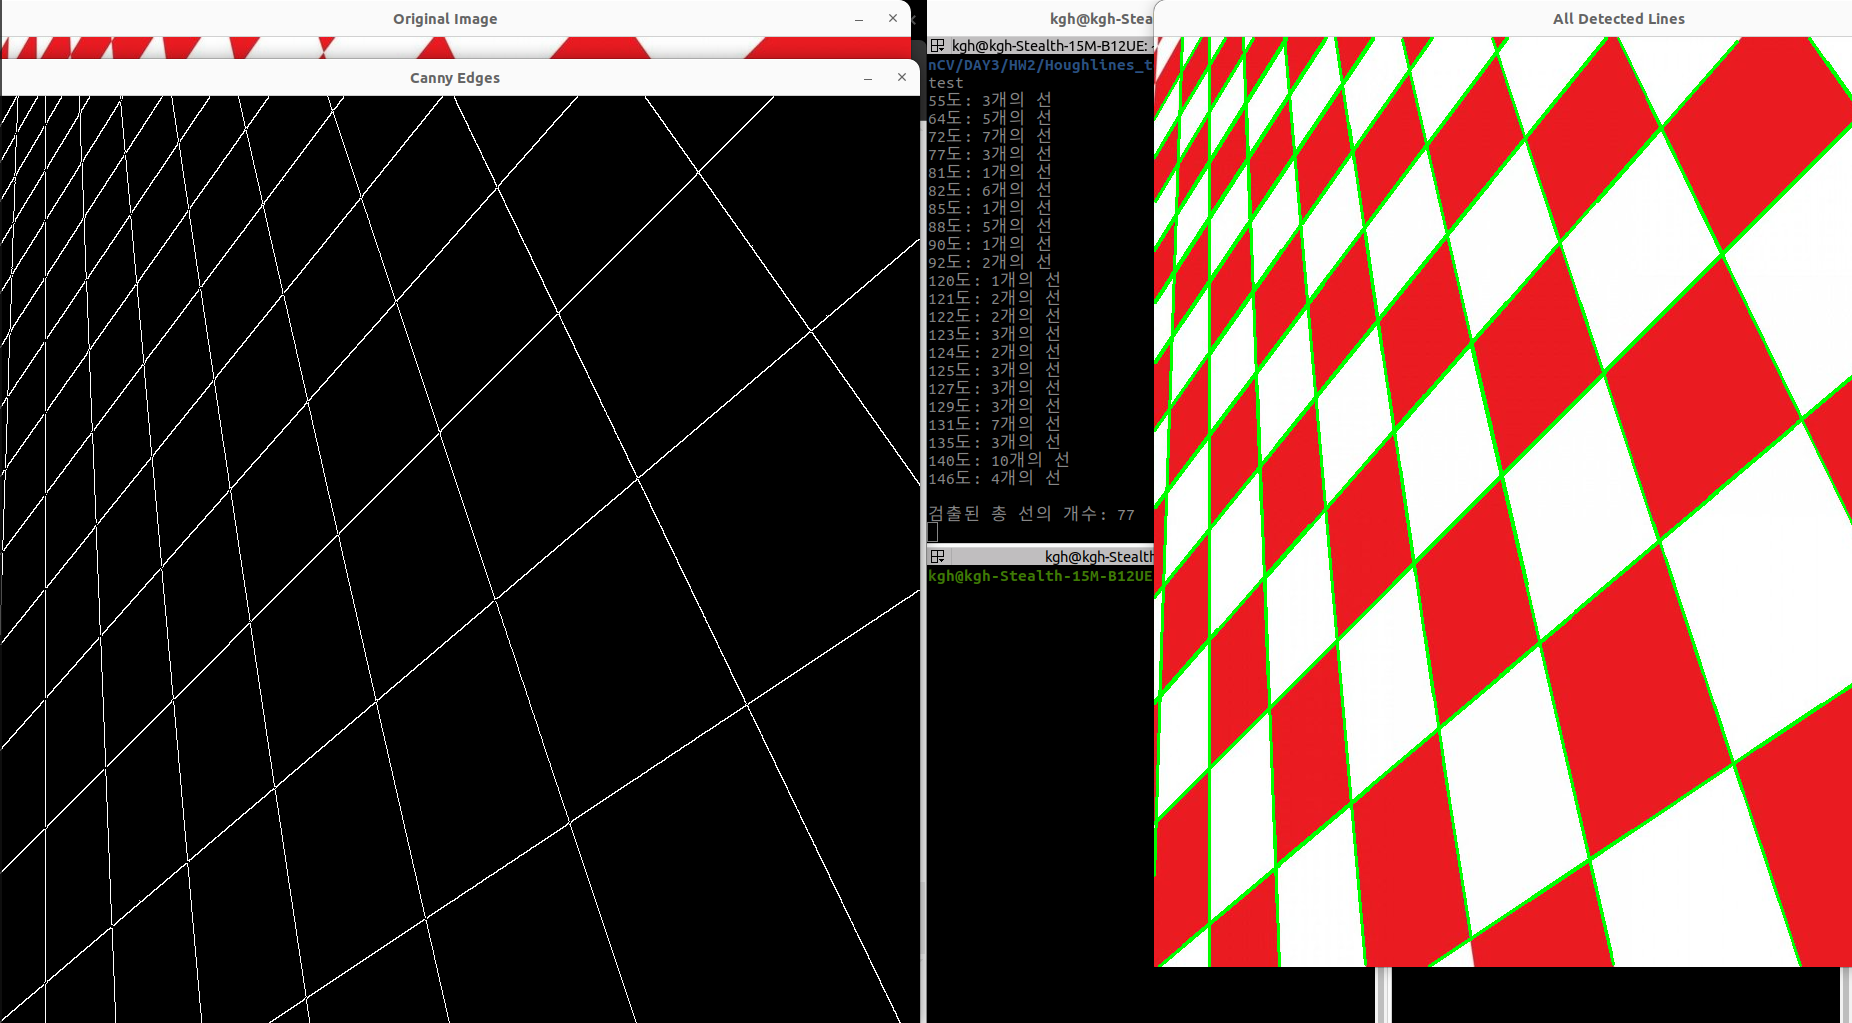 Original Image
Canny Edges
kgh@kgh-Stea
kgh@kgh-Stealth-15M-B12UE:
nCV/DAY3/HW2/Houghlines_t
test
55도: 3개의 선
64도: 5개의 선
72도: 7개의 선
77도: 3개의 선
81도: 1개의 선
82도: 6개의 선
85도: 1개의 선
88도: 5개의 선
90도: 1개의 선
92도: 2개의 선
120도: 1개의 선
121도: 2개의 선
122도: 2개의 선
123도: 3개의 선
124도: 2개의 선
125도: 3개의 선
127도: 3개의 선
129도: 3개의 선
131도: 7개의 선
135도: 3개의 선
140도: 10개의 선
146도: 4개의 선
검출된 총 선의 개수: 77
kgh@kgh-Stealth
kgh@kgh-Stealth-15M-B12UE
All Detected Lines